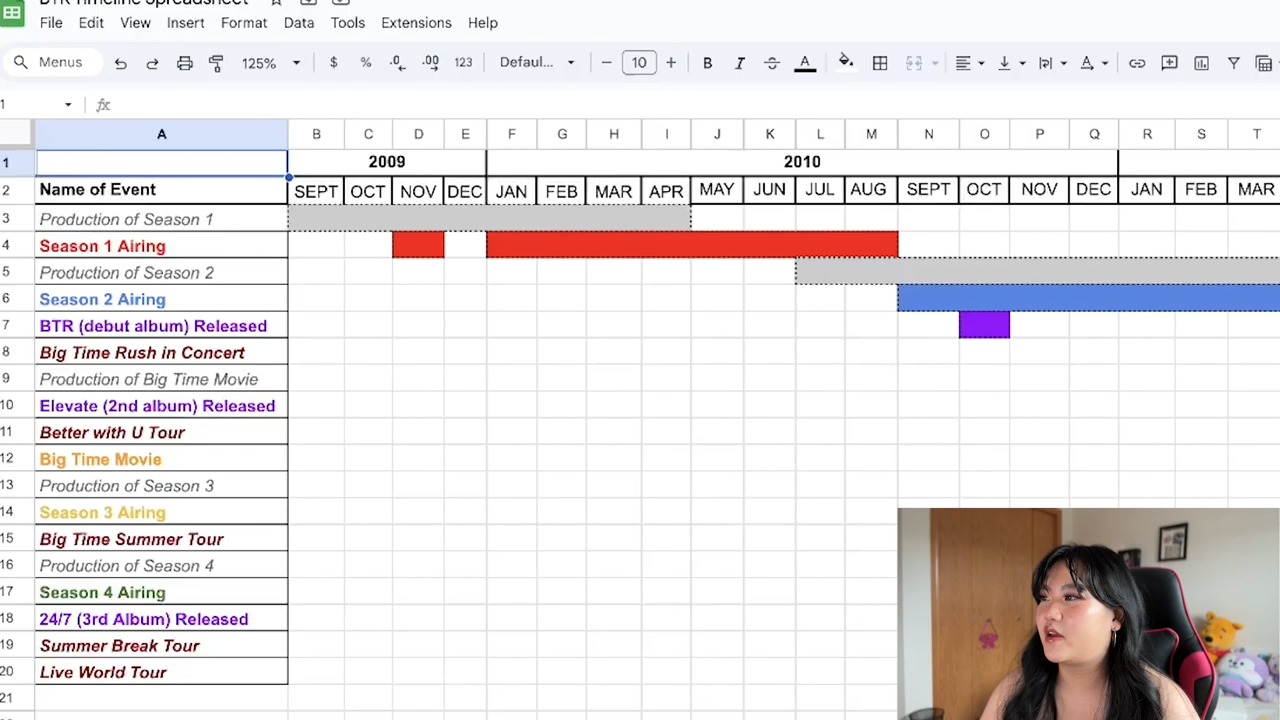 BTR Timeline Spreadsheet
File Edit View Insert Format Data Tools Extensions Help
Menus 125% $ % .0 .00 123 Defaul... 10 B I A
1 fx
A B C D E F G H I J K L M N O P Q R S T
1 2009 2010
2 Name of Event SEPT OCT NOV DEC JAN FEB MAR APR MAY JUN JUL AUG SEPT OCT NOV DEC JAN FEB MAR
3 Production of Season 1
4 Season 1 Airing
5 Production of Season 2
6 Season 2 Airing
7 BTR (debut album) Released
8 Big Time Rush in Concert
9 Production of Big Time Movie
10 Elevate (2nd album) Released
11 Better with U Tour
12 Big Time Movie
13 Production of Season 3
14 Season 3 Airing
15 Big Time Summer Tour
16 Production of Season 4
17 Season 4 Airing
18 24/7 (3rd Album) Released
19 Summer Break Tour
20 Live World Tour
21